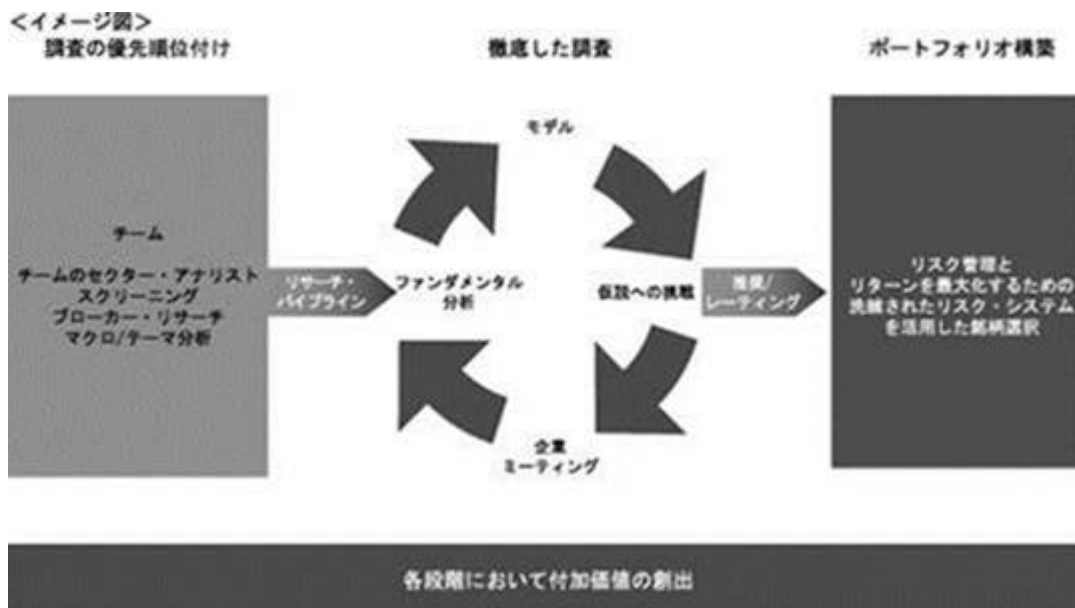 ＜イメージ図＞
調査の優先順位付け
徹底した調査
ポートフォリオ構築
チーム
チームのセクター・アナリスト
スクリーニング
ブローカー・リサーチ
マクロ/テーマ分析
リサーチ・
パイプライン
モデル
ファンダメンタル
分析
仮説への挑戦
企業
ミーティング
推奨/
レーティング
リスク管理と
リターンを最大化するための
洗練されたリスク・システム
を活用した銘柄選択
各段階において付加価値の創出